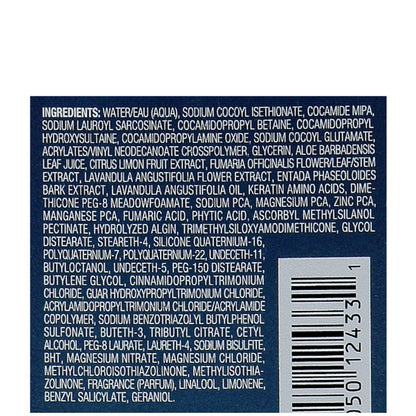 INGREDIENTS: WATER/EAU (AQUA), SODIUM COCOYL ISETHIONATE, COCAMIDE MIPA,
SODIUM LAUROYL SARCOSINATE, COCAMIDOPROPYL BETAINE, COCAMIDOPROPYL
HYDROXYSULTAINE, COCAMIDOPROPYLAMINE OXIDE, SODIUM COCOYL GLUTAMATE,
ACRYLATES/VINYL NEODECANOATE CROSSPOLYMER, GLYCERIN, ALOE BARBADENSIS
LEAF JUICE, CITRUS LIMON FRUIT EXTRACT, FUMARIA OFFICINALIS FLOWER/LEAF/STEM
EXTRACT, LAVANDULA ANGUSTIFOLIA FLOWER EXTRACT, ENTADA PHASEOLOIDES
BARK EXTRACT, LAVANDULA ANGUSTIFOLIA OIL, KERATIN AMINO ACIDS, DIME-
THICONE PEG-8 MEADOWFOAMATE, SODIUM PCA, MAGNESIUM PCA, ZINC PCA,
MANGANESE PCA, FUMARIC ACID, PHYTIC ACID. ASCORBYL METHYLSILANOL
PECTINATE, HYDROLYZED ALGIN, TRIMETHYLSILOXYAMODIMETHICONE, GLYCOL
DISTEARATE, STEARETH-4, SILICONE QUATERNIUM-16,
POLYQUATERNIUM-7, POLYQUATERNIUM-22, UNDECETH-11,
BUTYLOCTANOL, UNDECETH-5, PEG-150 DISTEARATE,
BUTYLENE GLYCOL, CINNAMIDOPROPYLTRIMONIUM
CHLORIDE, GUAR HYDROXYPROPYLTRIMONIUM CHLORIDE,
ACRYLAMIDOPROPYLTRIMONIUM CHLORIDE/ACRYLAMIDE
COPOLYMER, SODIUM BENZOTRIAZOLYL BUTYLPHENOL
SULFONATE, BUTETH-3, TRIBUTYL CITRATE, CETYL
ALCOHOL, PEG-8 LAURATE, LAURETH-4, SODIUM BISULFITE,
BHT, MAGNESIUM NITRATE, MAGNESIUM CHLORIDE,
METHYLCHLOROISOTHIAZOLINONE, METHYLISOTHIA-
ZOLINONE, FRAGRANCE (PARFUM), LINALOOL, LIMONENE,
BENZYL SALICYLATE, GERANIOL.
50 12433 1